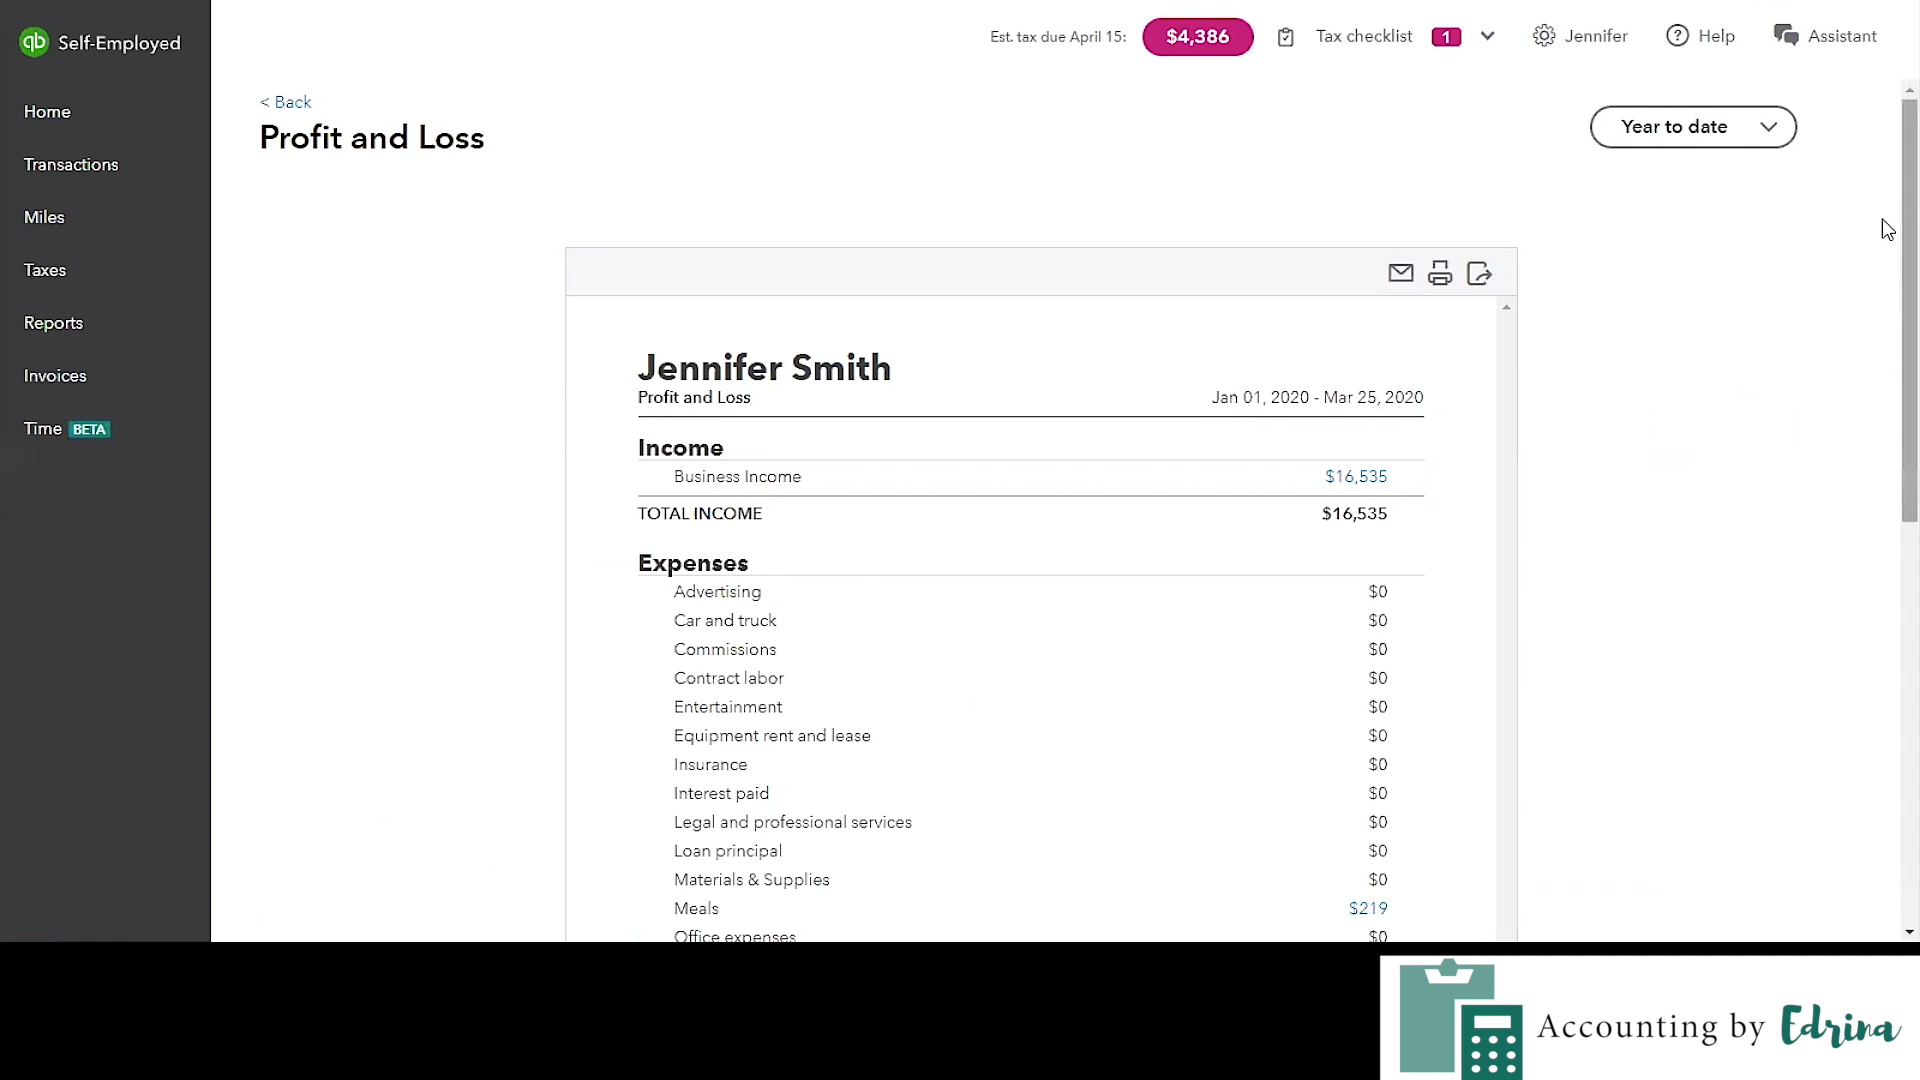 qb Self-Employed
Est. tax due April 15: $4,386 Tax checklist 1 Jennifer ? Help Assistant
Home
Transactions
Miles
Taxes
Reports
Invoices
Time BETA
< Back
Profit and Loss
Year to date
Jennifer Smith
Profit and Loss Jan 01, 2020 - Mar 25, 2020
Income
Business Income $16,535
TOTAL INCOME $16,535
Expenses
Advertising $0
Car and truck $0
Commissions $0
Contract labor $0
Entertainment $0
Equipment rent and lease $0
Insurance $0
Interest paid $0
Legal and professional services $0
Loan principal $0
Materials & Supplies $0
Meals $219
Office expenses $0
Accounting by Edrina